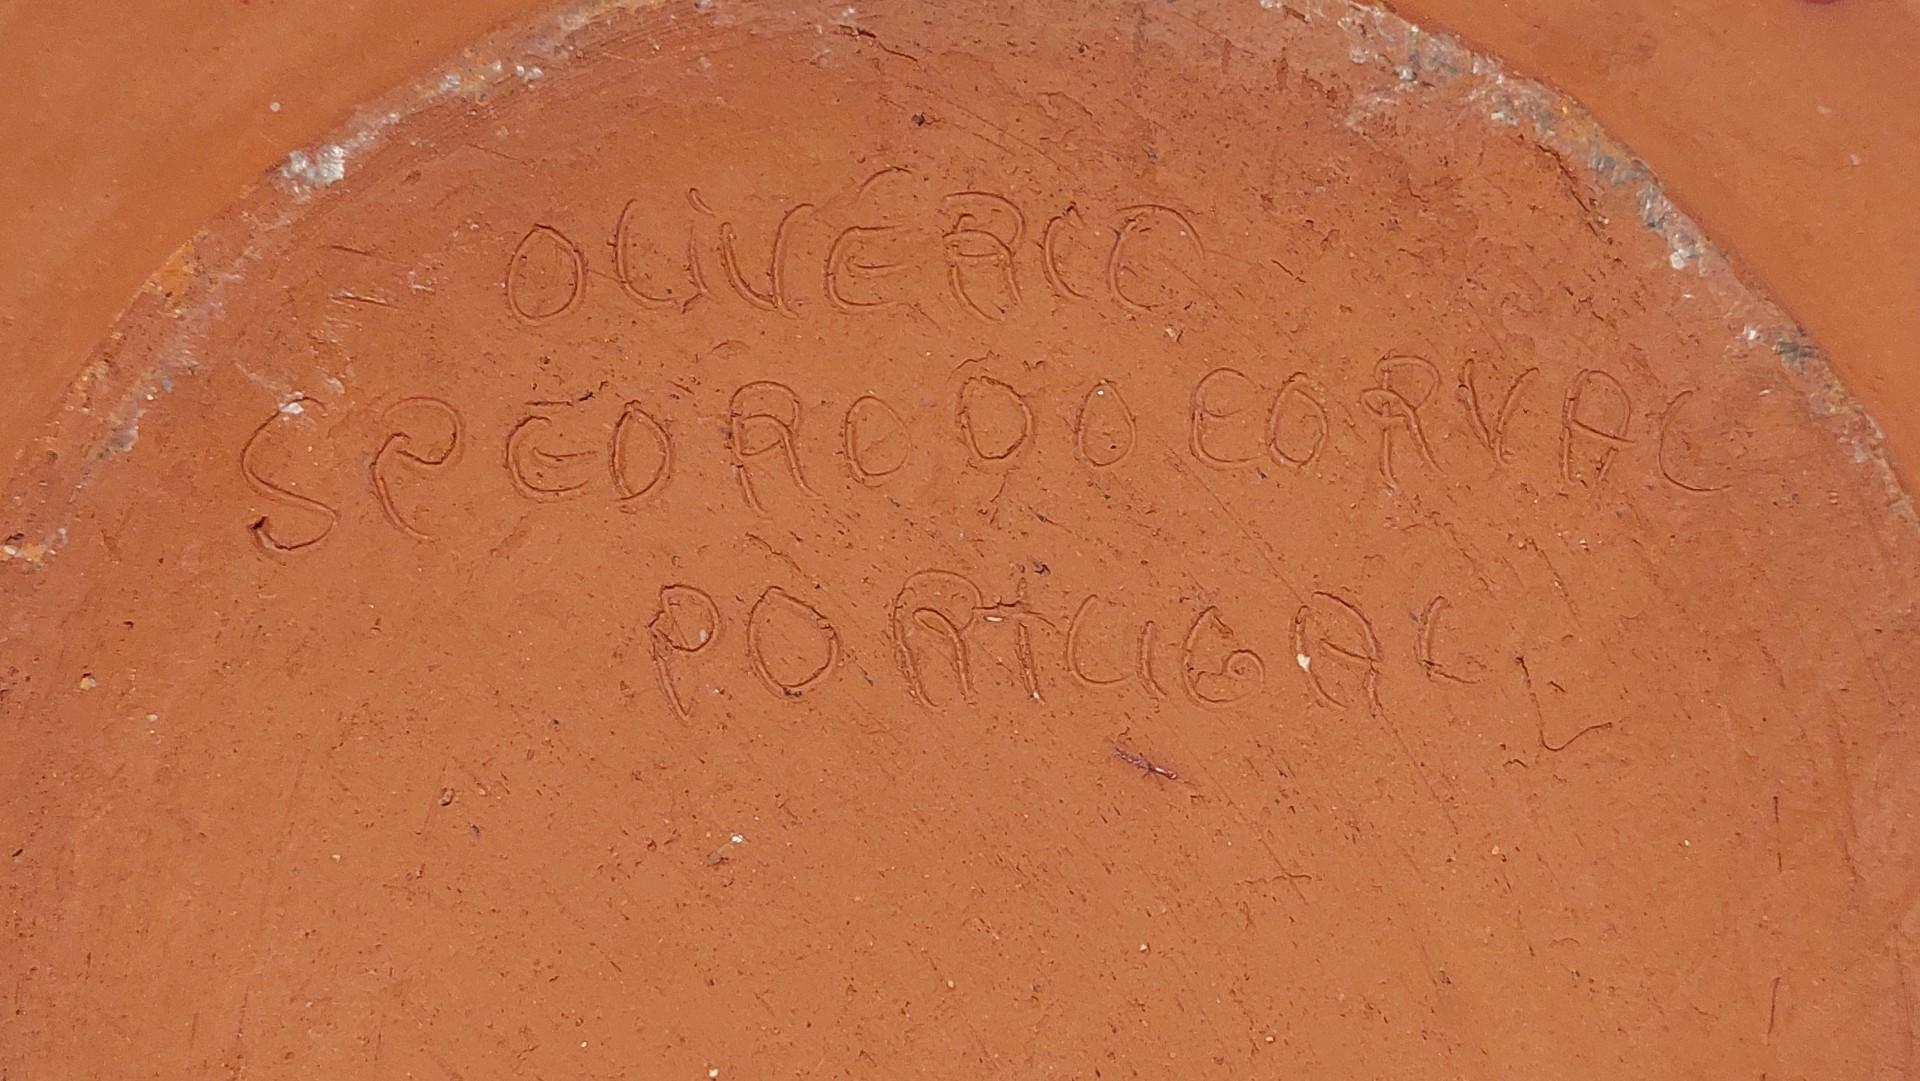 OLiVÉRIO
S PEDRO DO CORVAL
PORTUGAL